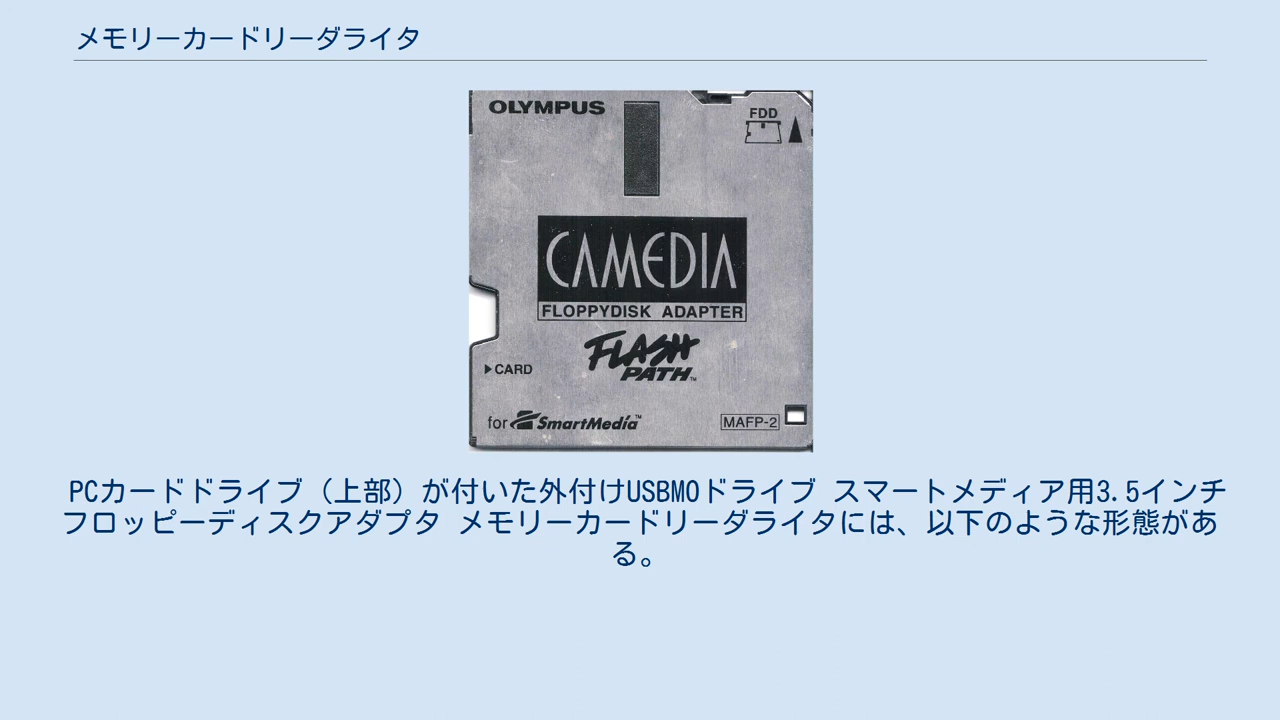 メモリーカードリーダライタ
OLYMPUS
FDD
CAMEDIA
FLOPPYDISK ADAPTER
FLASH
PATH™
CARD
for SmartMedia™
MAFP-2
PCカードドライブ（上部）が付いた外付けUSBMOドライブ スマートメディア用3.5インチ
フロッピーディスクアダプタ メモリーカードリーダライタには、以下のような形態があ
る。